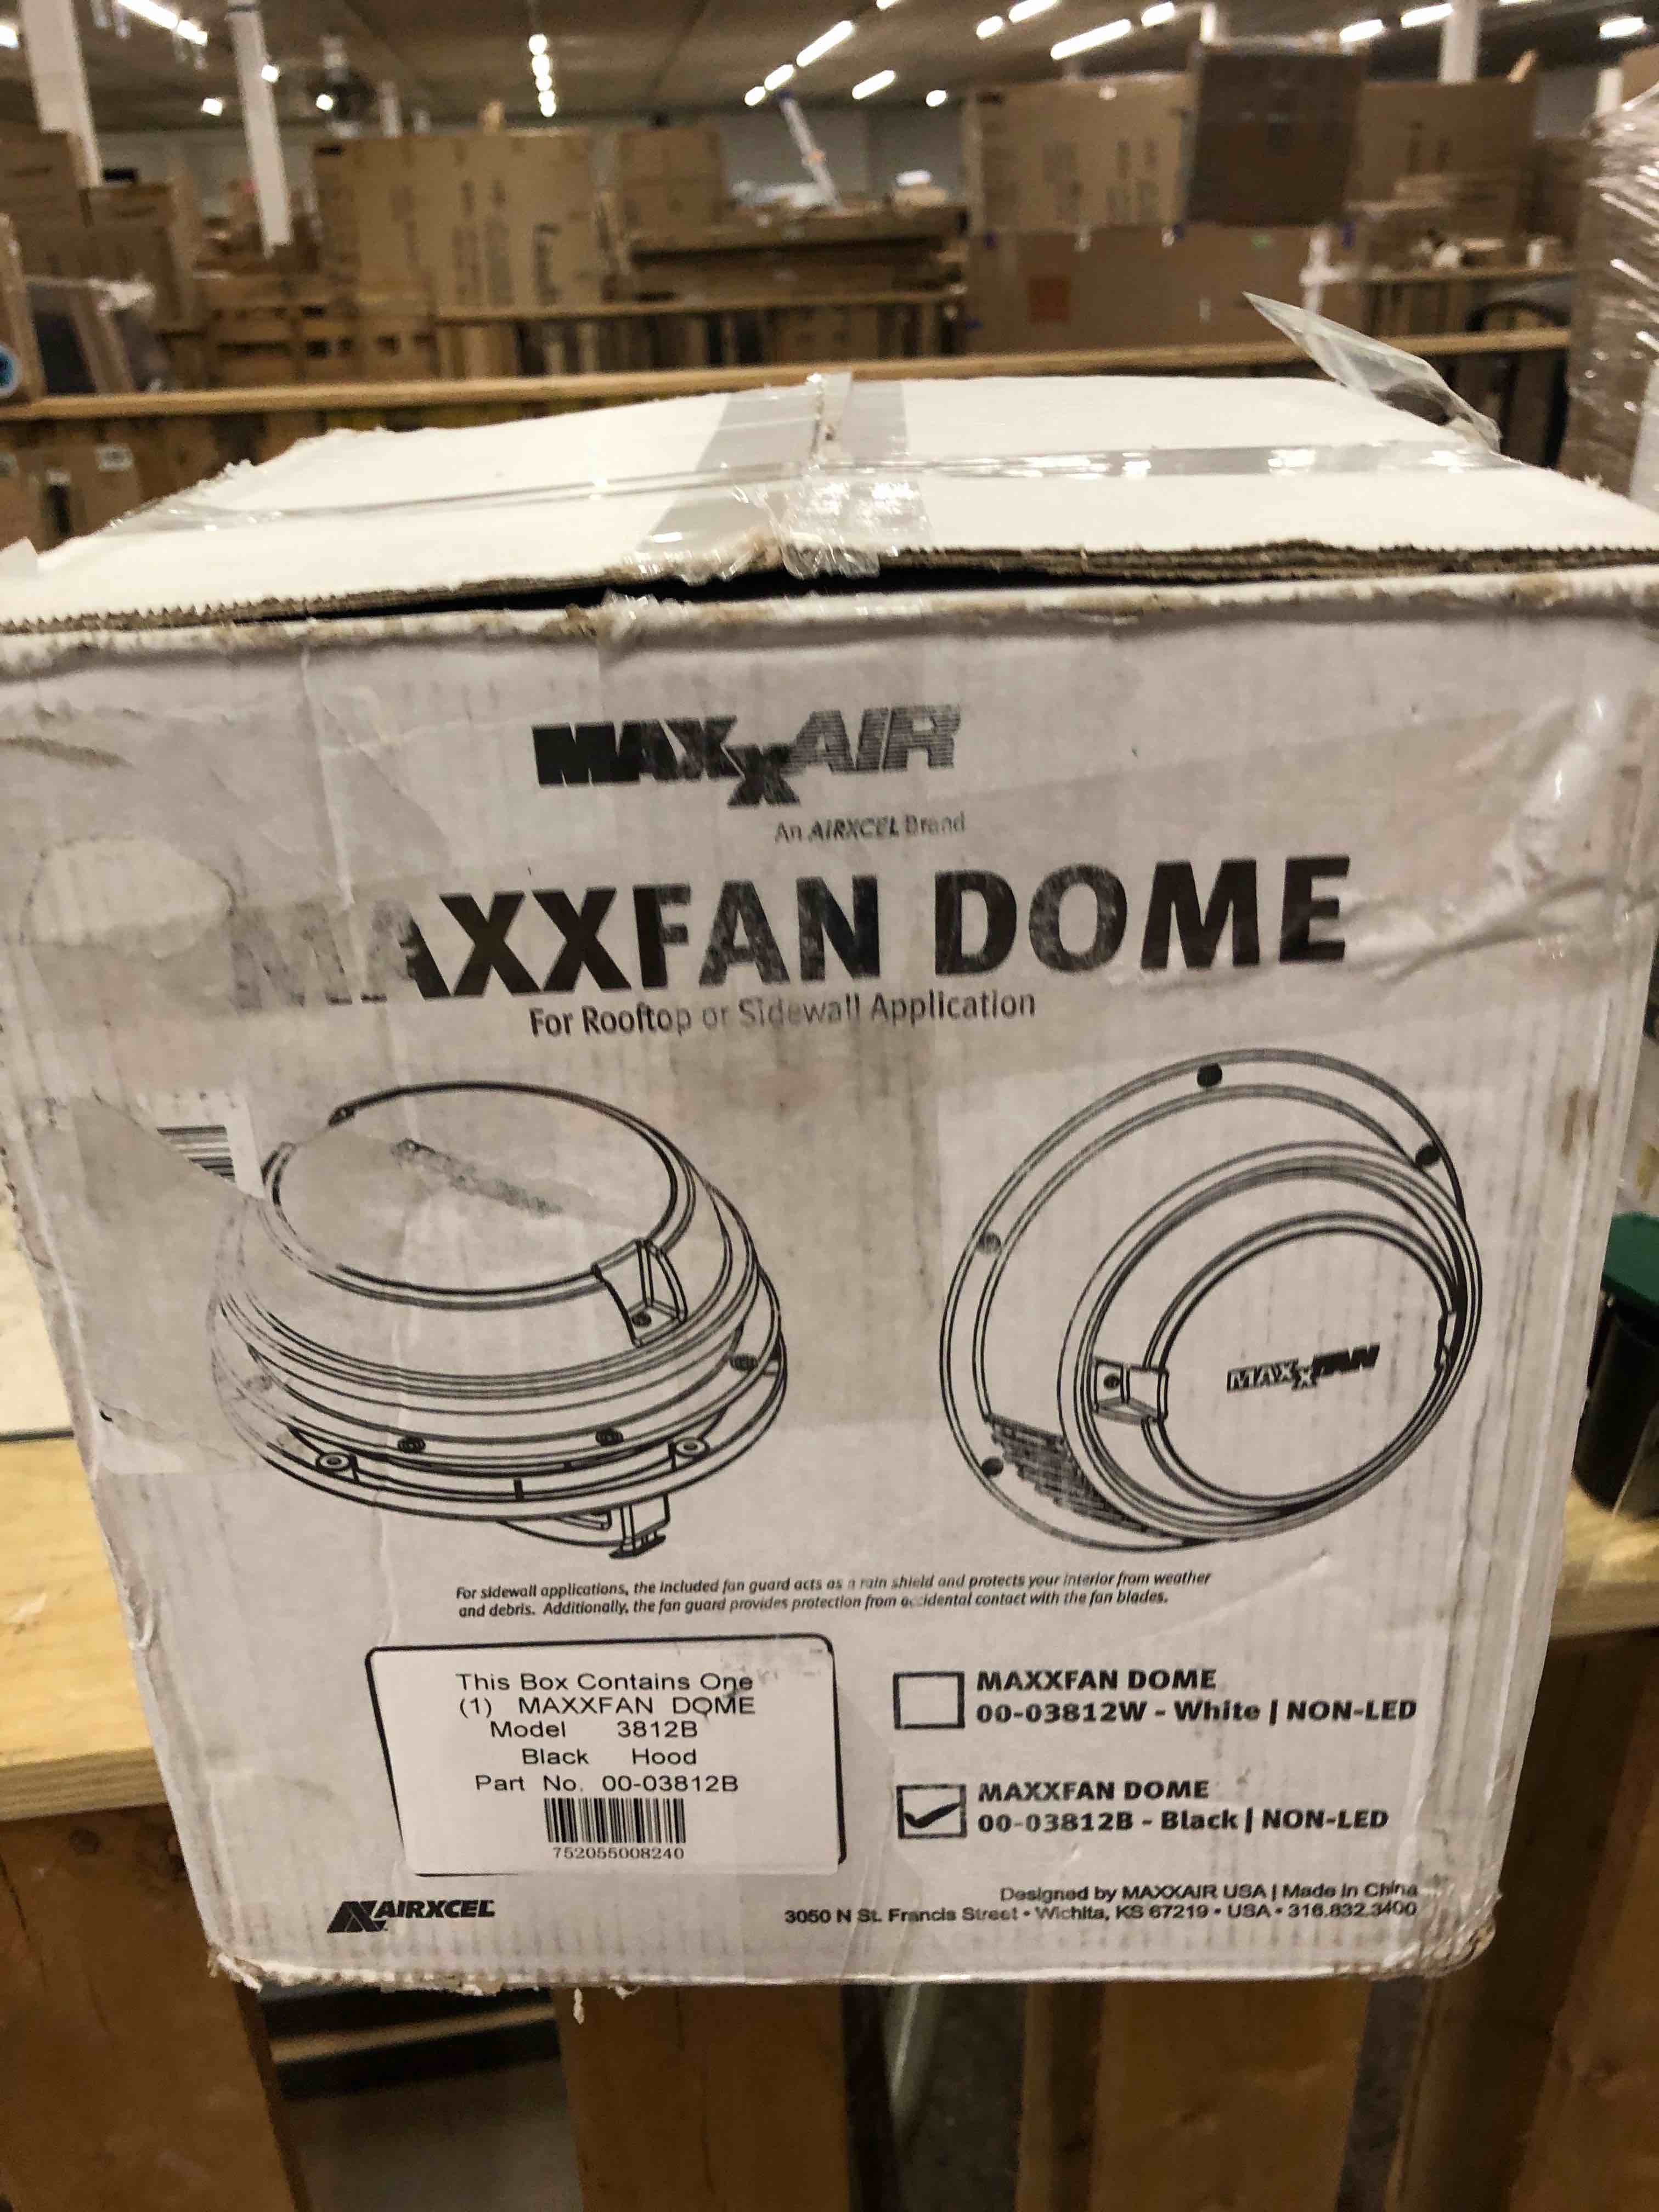 MAXXAIR
An AIRXCEL Brand
MAXXFAN DOME
For Rooftop or Sidewall Application
MAXXFAN
For sidewall applications, the included fan guard acts as a rain shield and protects your interior from weather
and debris. Additionally, the fan guard provides protection from accidental contact with the fan blades.
This Box Contains One
(1) MAXXFAN DOME
Model 3812B
Black Hood
Part No. 00-03812B
752055008240
MAXXFAN DOME
00-03812W - White | NON-LED
MAXXFAN DOME
00-03812B - Black | NON-LED
AIRXCEL
Designed by MAXXAIR USA | Made in China
3050 N St. Francis Street • Wichita, KS 67219 • USA • 316.832.3400